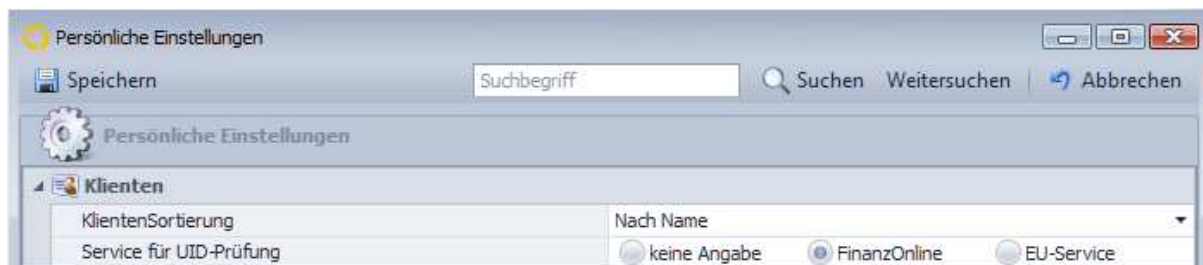 Persönliche Einstellungen
Speichern Suchbegriff Suchen Weitersuchen Abbrechen
Persönliche Einstellungen
Klienten
KlientenSortierung Nach Name
Service für UID-Prüfung keine Angabe FinanzOnline EU-Service